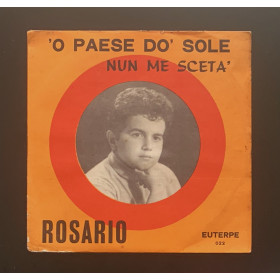 'O PAESE DO' SOLE
NUN ME SCETA'
ROSARIO
EUTERPE